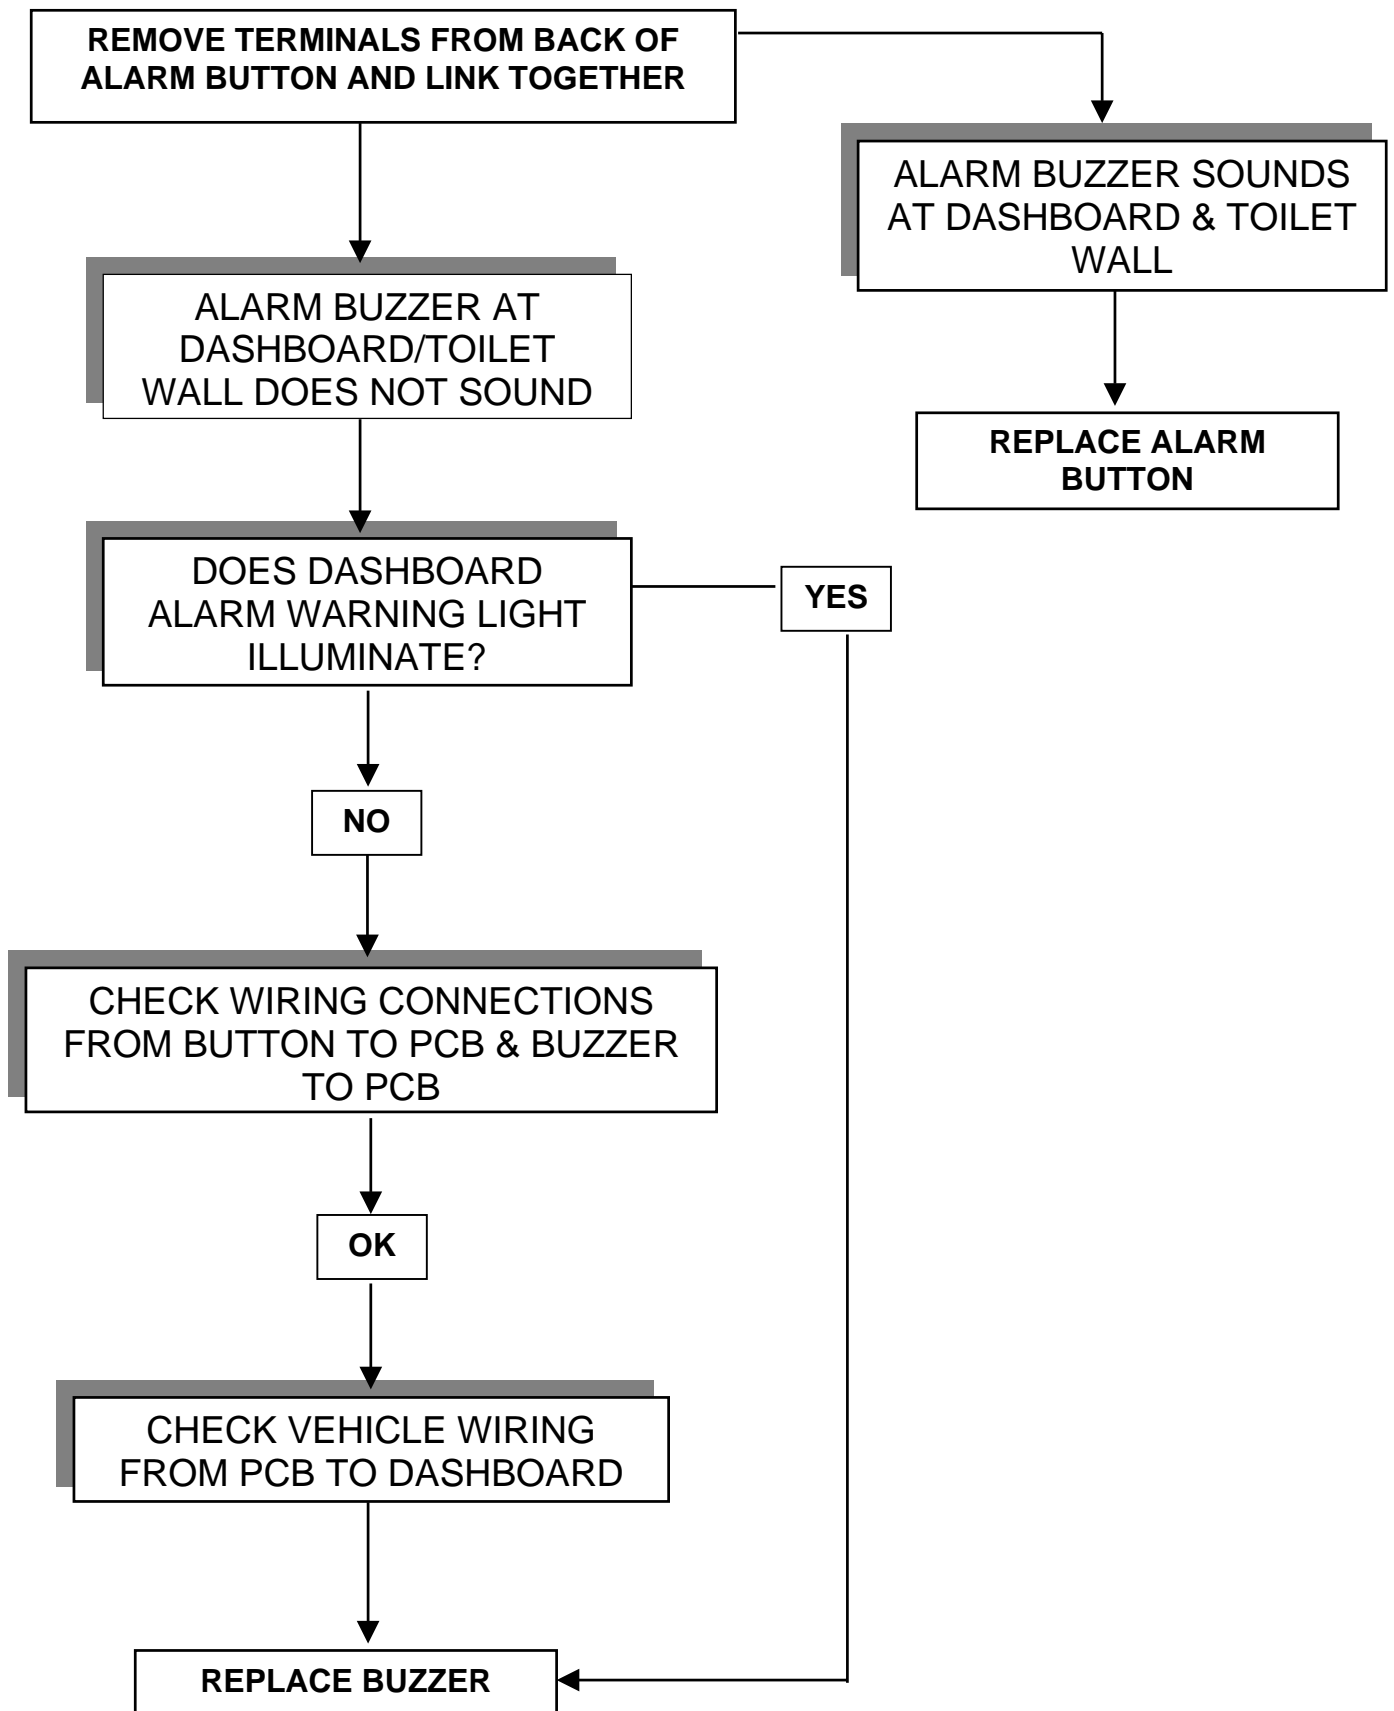 REMOVE TERMINALS FROM BACK OF
ALARM BUTTON AND LINK TOGETHER
ALARM BUZZER SOUNDS
AT DASHBOARD & TOILET
WALL
ALARM BUZZER AT
DASHBOARD/TOILET
WALL DOES NOT SOUND
REPLACE ALARM
BUTTON
DOES DASHBOARD
ALARM WARNING LIGHT
ILLUMINATE?
YES
NO
CHECK WIRING CONNECTIONS
FROM BUTTON TO PCB & BUZZER
TO PCB
OK
CHECK VEHICLE WIRING
FROM PCB TO DASHBOARD
REPLACE BUZZER